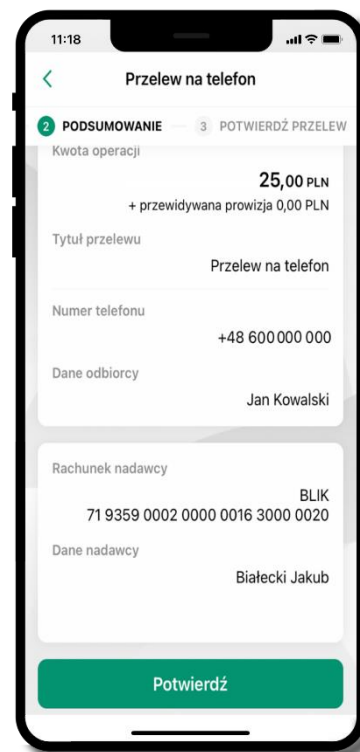 11:18
Przelew na telefon
2 PODSUMOWANIE 3 POTWIERDŹ PRZELEW
Kwota operacji
25,00 PLN
+ przewidywana prowizja 0,00 PLN
Tytuł przelewu
Przelew na telefon
Numer telefonu
+48 600 000 000
Dane odbiorcy
Jan Kowalski
Rachunek nadawcy
BLIK
71 9359 0002 0000 0016 3000 0020
Dane nadawcy
Białecki Jakub
Potwierdź